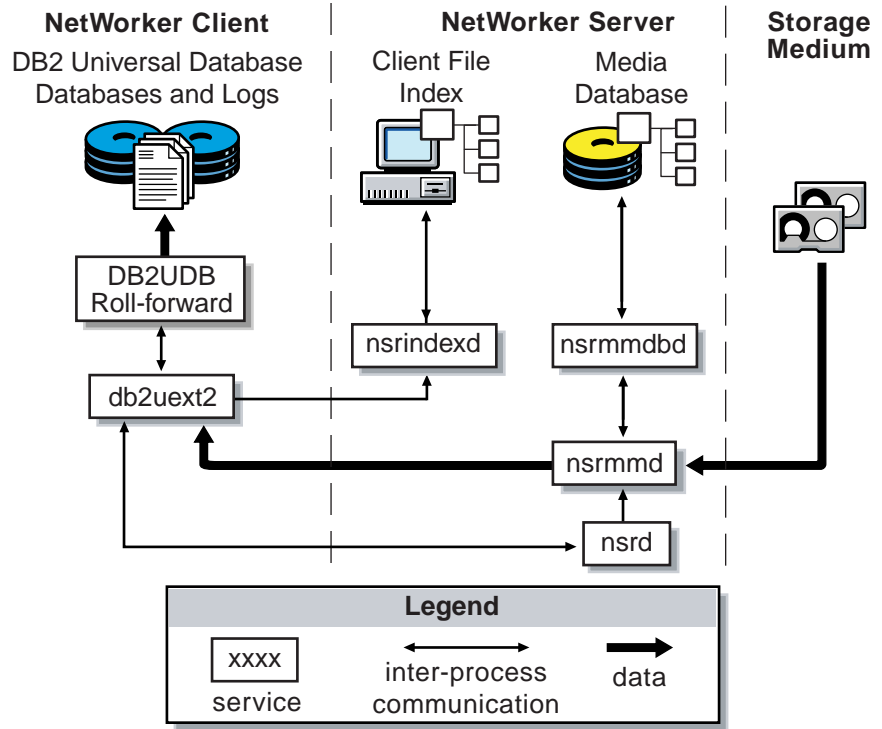 NetWorker Client
NetWorker Server
Storage
Medium
DB2 Universal Database
Databases and Logs
Client File
Index
Media
Database
DB2UDB
Roll-forward
nsrindexd
nsrmmdbd
db2uext2
nsrmmd
nsrd
Legend
xxxx
service
inter-process
communication
data